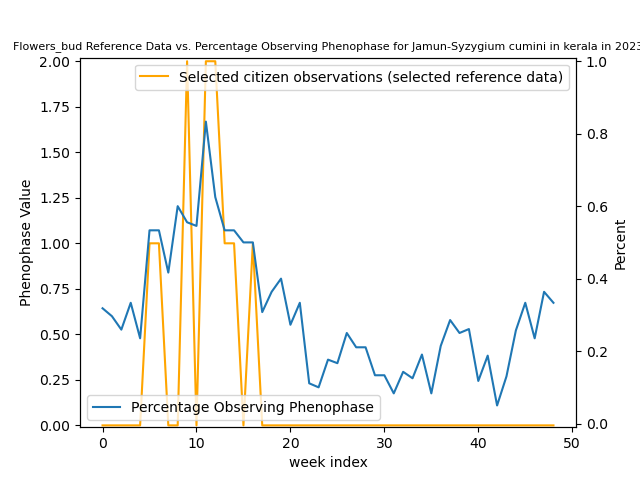 Flowers_bud Reference Data vs. Percentage Observing Phenophase for Jamun-Syzygium cumini in kerala in 2023
2.00
1.75
1.50
1.25
1.00
0.75
0.50
0.25
0.00
Phenophase Value
Selected citizen observations (selected reference data)
Percentage Observing Phenophase
1.0
0.8
0.6
0.4
0.2
0.0
Percent
0 10 20 30 40 50
week index